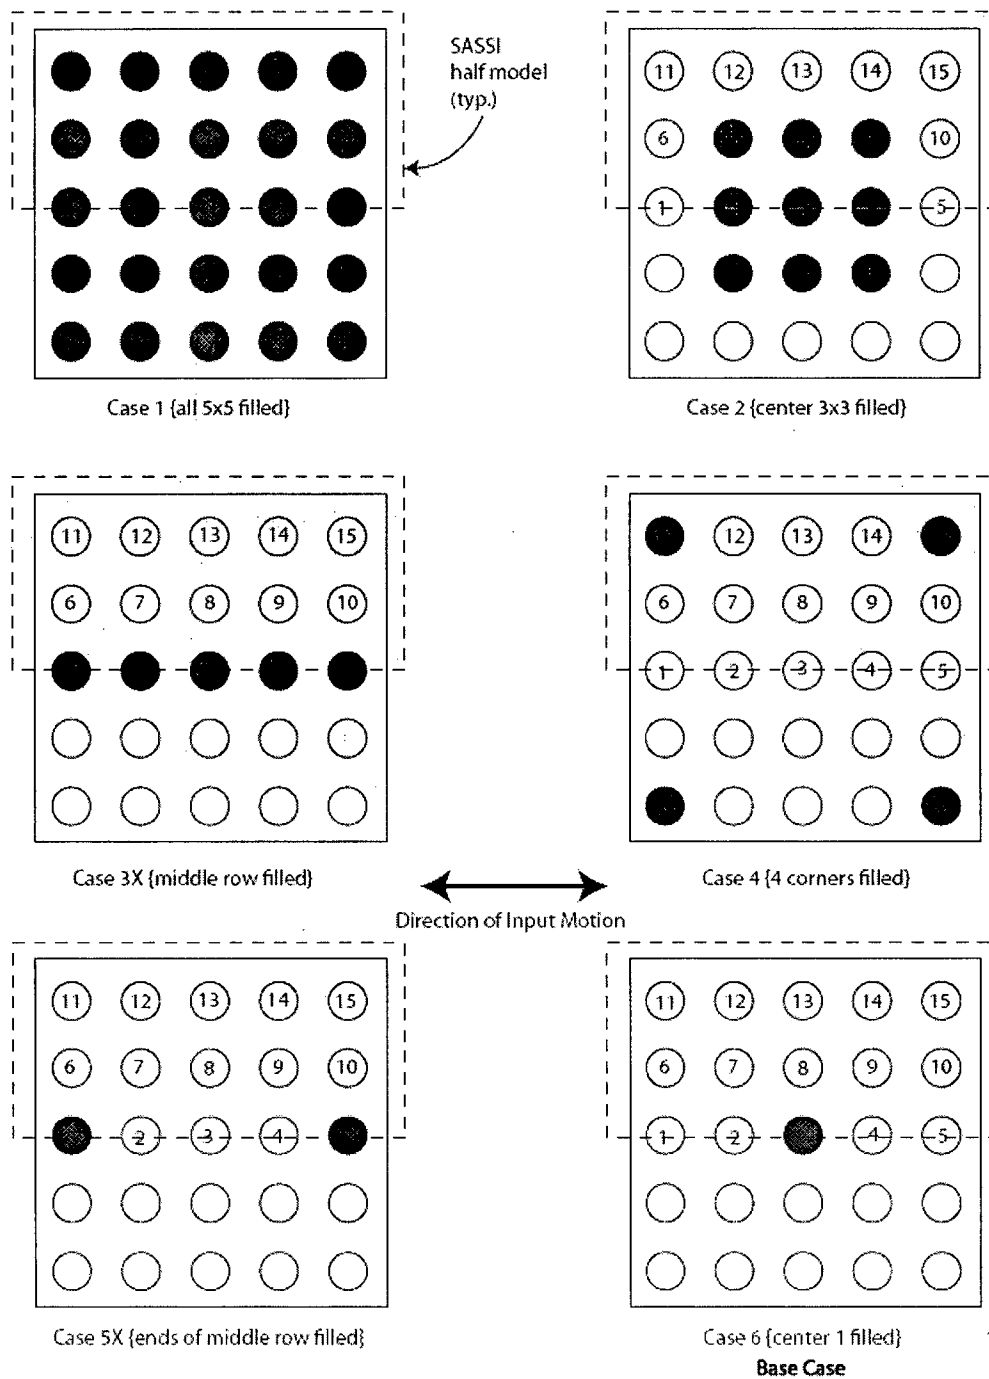 SASSI
half model
(typ.)
11 12 13 14 15
6 10
1 5
Case 1 {all 5x5 filled}
Case 2 {center 3x3 filled}
11 12 13 14 15
6 7 8 9 10
12 13 14
6 7 8 9 10
1 2 3 4 5
Case 3X {middle row filled}
Case 4 {4 corners filled}
Direction of Input Motion
11 12 13 14 15
6 7 8 9 10
2 3 4
11 12 13 14 15
6 7 8 9 10
1 2 4 5
Case 5X {ends of middle row filled}
Case 6 {center 1 filled}
Base Case